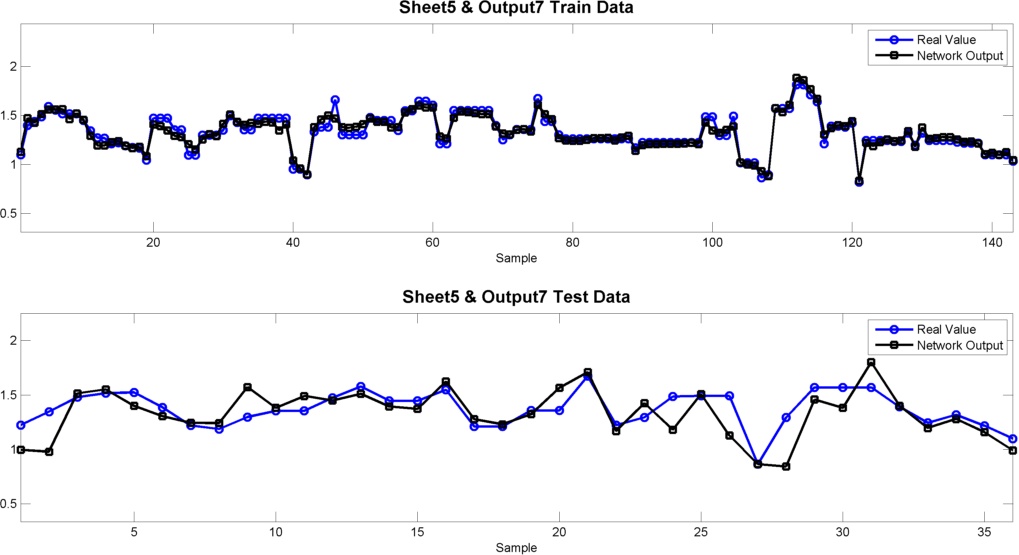 Sheet5 & Output7 Train Data
Real Value
Network Output
2
1.5
1
0.5
20 40 60 80 100 120 140
Sample
Sheet5 & Output7 Test Data
Real Value
Network Output
2
1.5
1
0.5
5 10 15 20 25 30 35
Sample